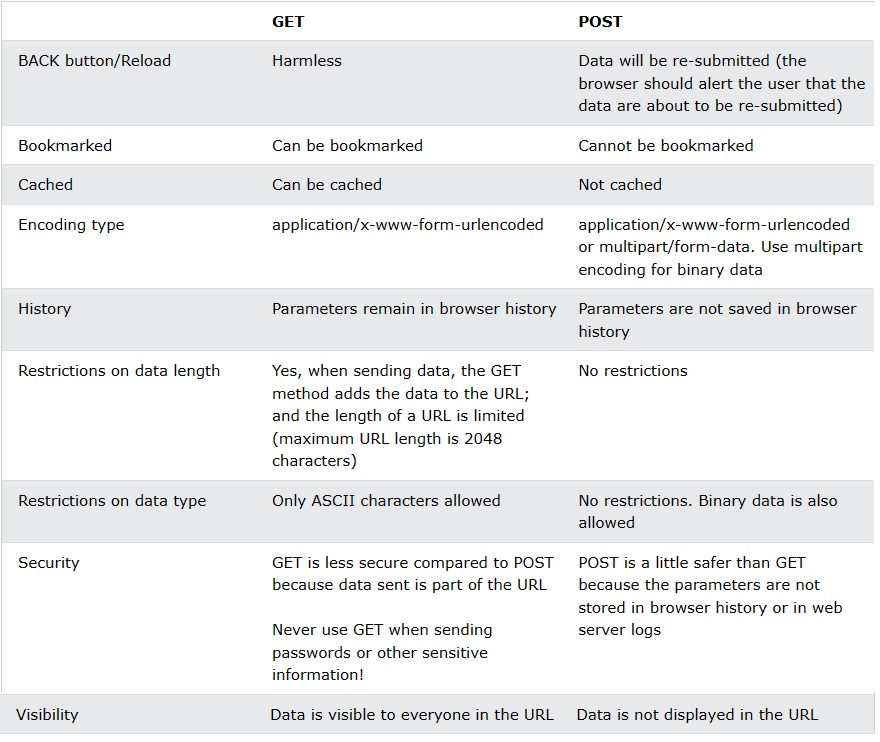 GET POST
BACK button/Reload Harmless Data will be re-submitted (the
browser should alert the user that the
data are about to be re-submitted)
Bookmarked Can be bookmarked Cannot be bookmarked
Cached Can be cached Not cached
Encoding type application/x-www-form-urlencoded application/x-www-form-urlencoded
or multipart/form-data. Use multipart
encoding for binary data
History Parameters remain in browser history Parameters are not saved in browser
history
Restrictions on data length Yes, when sending data, the GET No restrictions
method adds the data to the URL;
and the length of a URL is limited
(maximum URL length is 2048
characters)
Restrictions on data type Only ASCII characters allowed No restrictions. Binary data is also
allowed
Security GET is less secure compared to POST POST is a little safer than GET
because data sent is part of the URL because the parameters are not
stored in browser history or in web
Never use GET when sending server logs
passwords or other sensitive
information!
Visibility Data is visible to everyone in the URL Data is not displayed in the URL